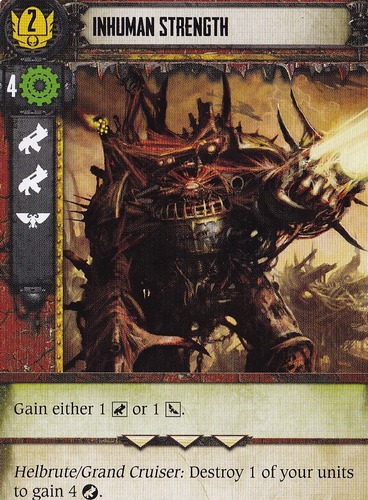 2
INHUMAN STRENGTH
4
Gain either 1 or 1.
Helbrute/Grand Cruiser: Destroy 1 of your units
to gain 4.